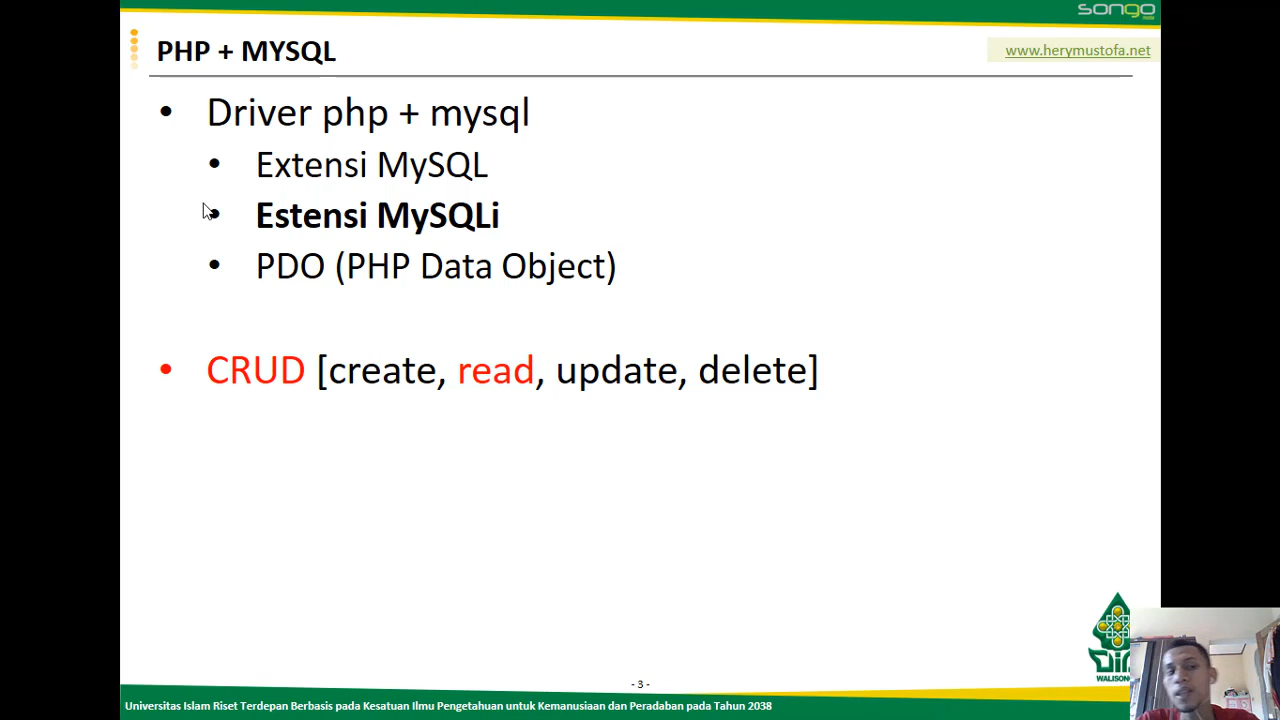 songo
PHP + MYSQL
www.herymustofa.net
• Driver php + mysql
• Extensi MySQL
• Estensi MySQLi
• PDO (PHP Data Object)
• CRUD [create, read, update, delete]
WALISONG
- 3 -
Universitas Islam Riset Terdepan Berbasis pada Kesatuan Ilmu Pengetahuan untuk Kemanusiaan dan Peradaban pada Tahun 2038